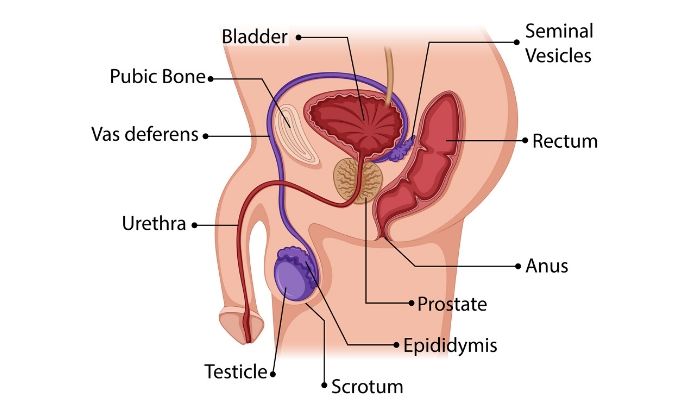 Bladder
Seminal
Vesicles
Pubic Bone
Vas deferens
Rectum
Urethra
Anus
Prostate
Epididymis
Testicle
Scrotum